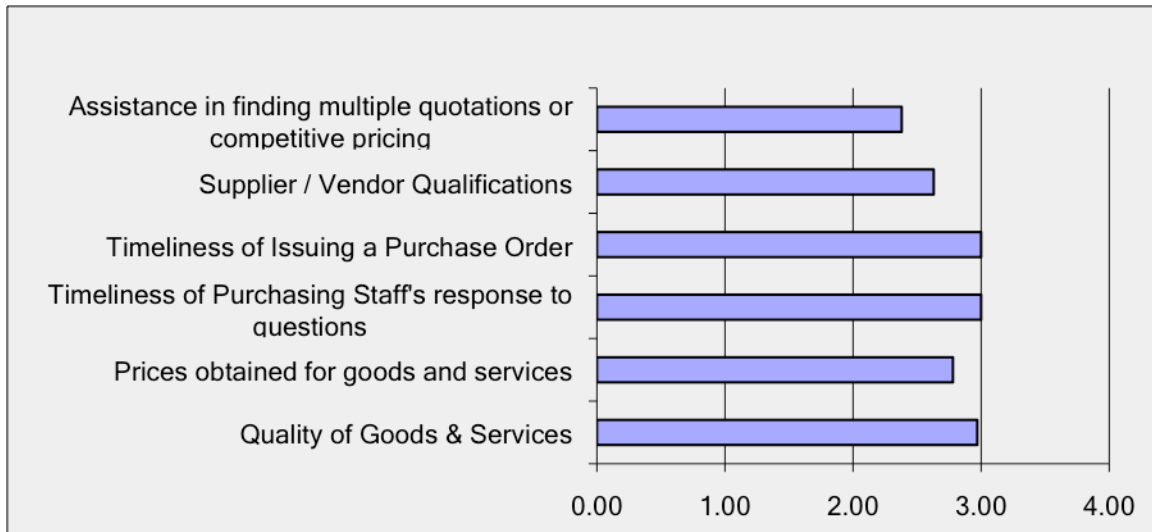 Assistance in finding multiple quotations or
competitive pricing
Supplier / Vendor Qualifications
Timeliness of Issuing a Purchase Order
Timeliness of Purchasing Staff's response to
questions
Prices obtained for goods and services
Quality of Goods & Services
0.00 1.00 2.00 3.00 4.00